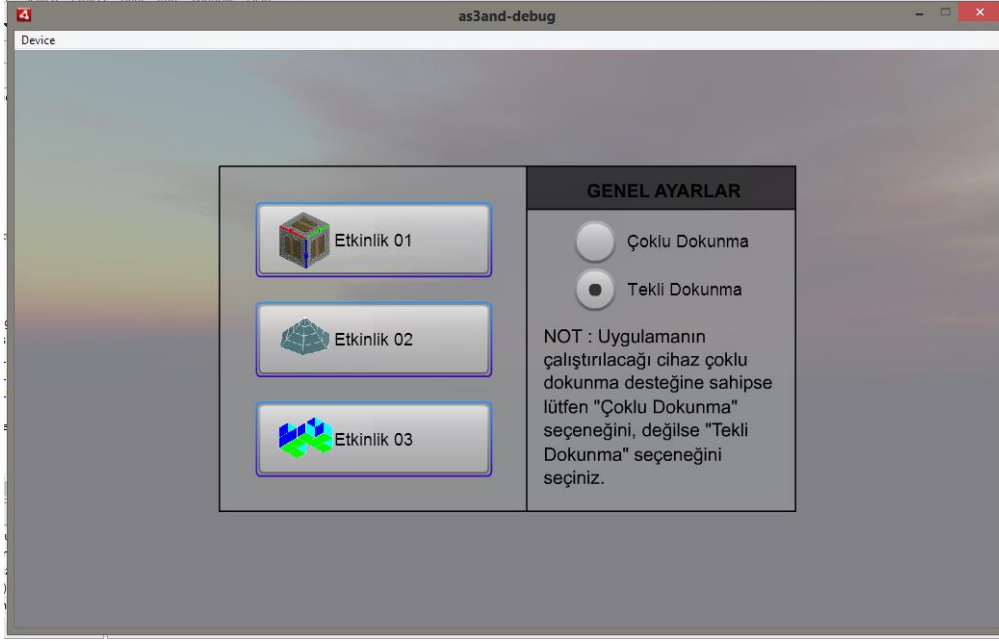 as3and-debug
Device
Etkinlik 01
Etkinlik 02
Etkinlik 03
GENEL AYARLAR
Çoklu Dokunma
Tekli Dokunma
NOT : Uygulamanın
çalıştırılacağı cihaz çoklu
dokunma desteğine sahipse
lütfen "Çoklu Dokunma"
seçeneğini, değilse "Tekli
Dokunma" seçeneğini
seçiniz.